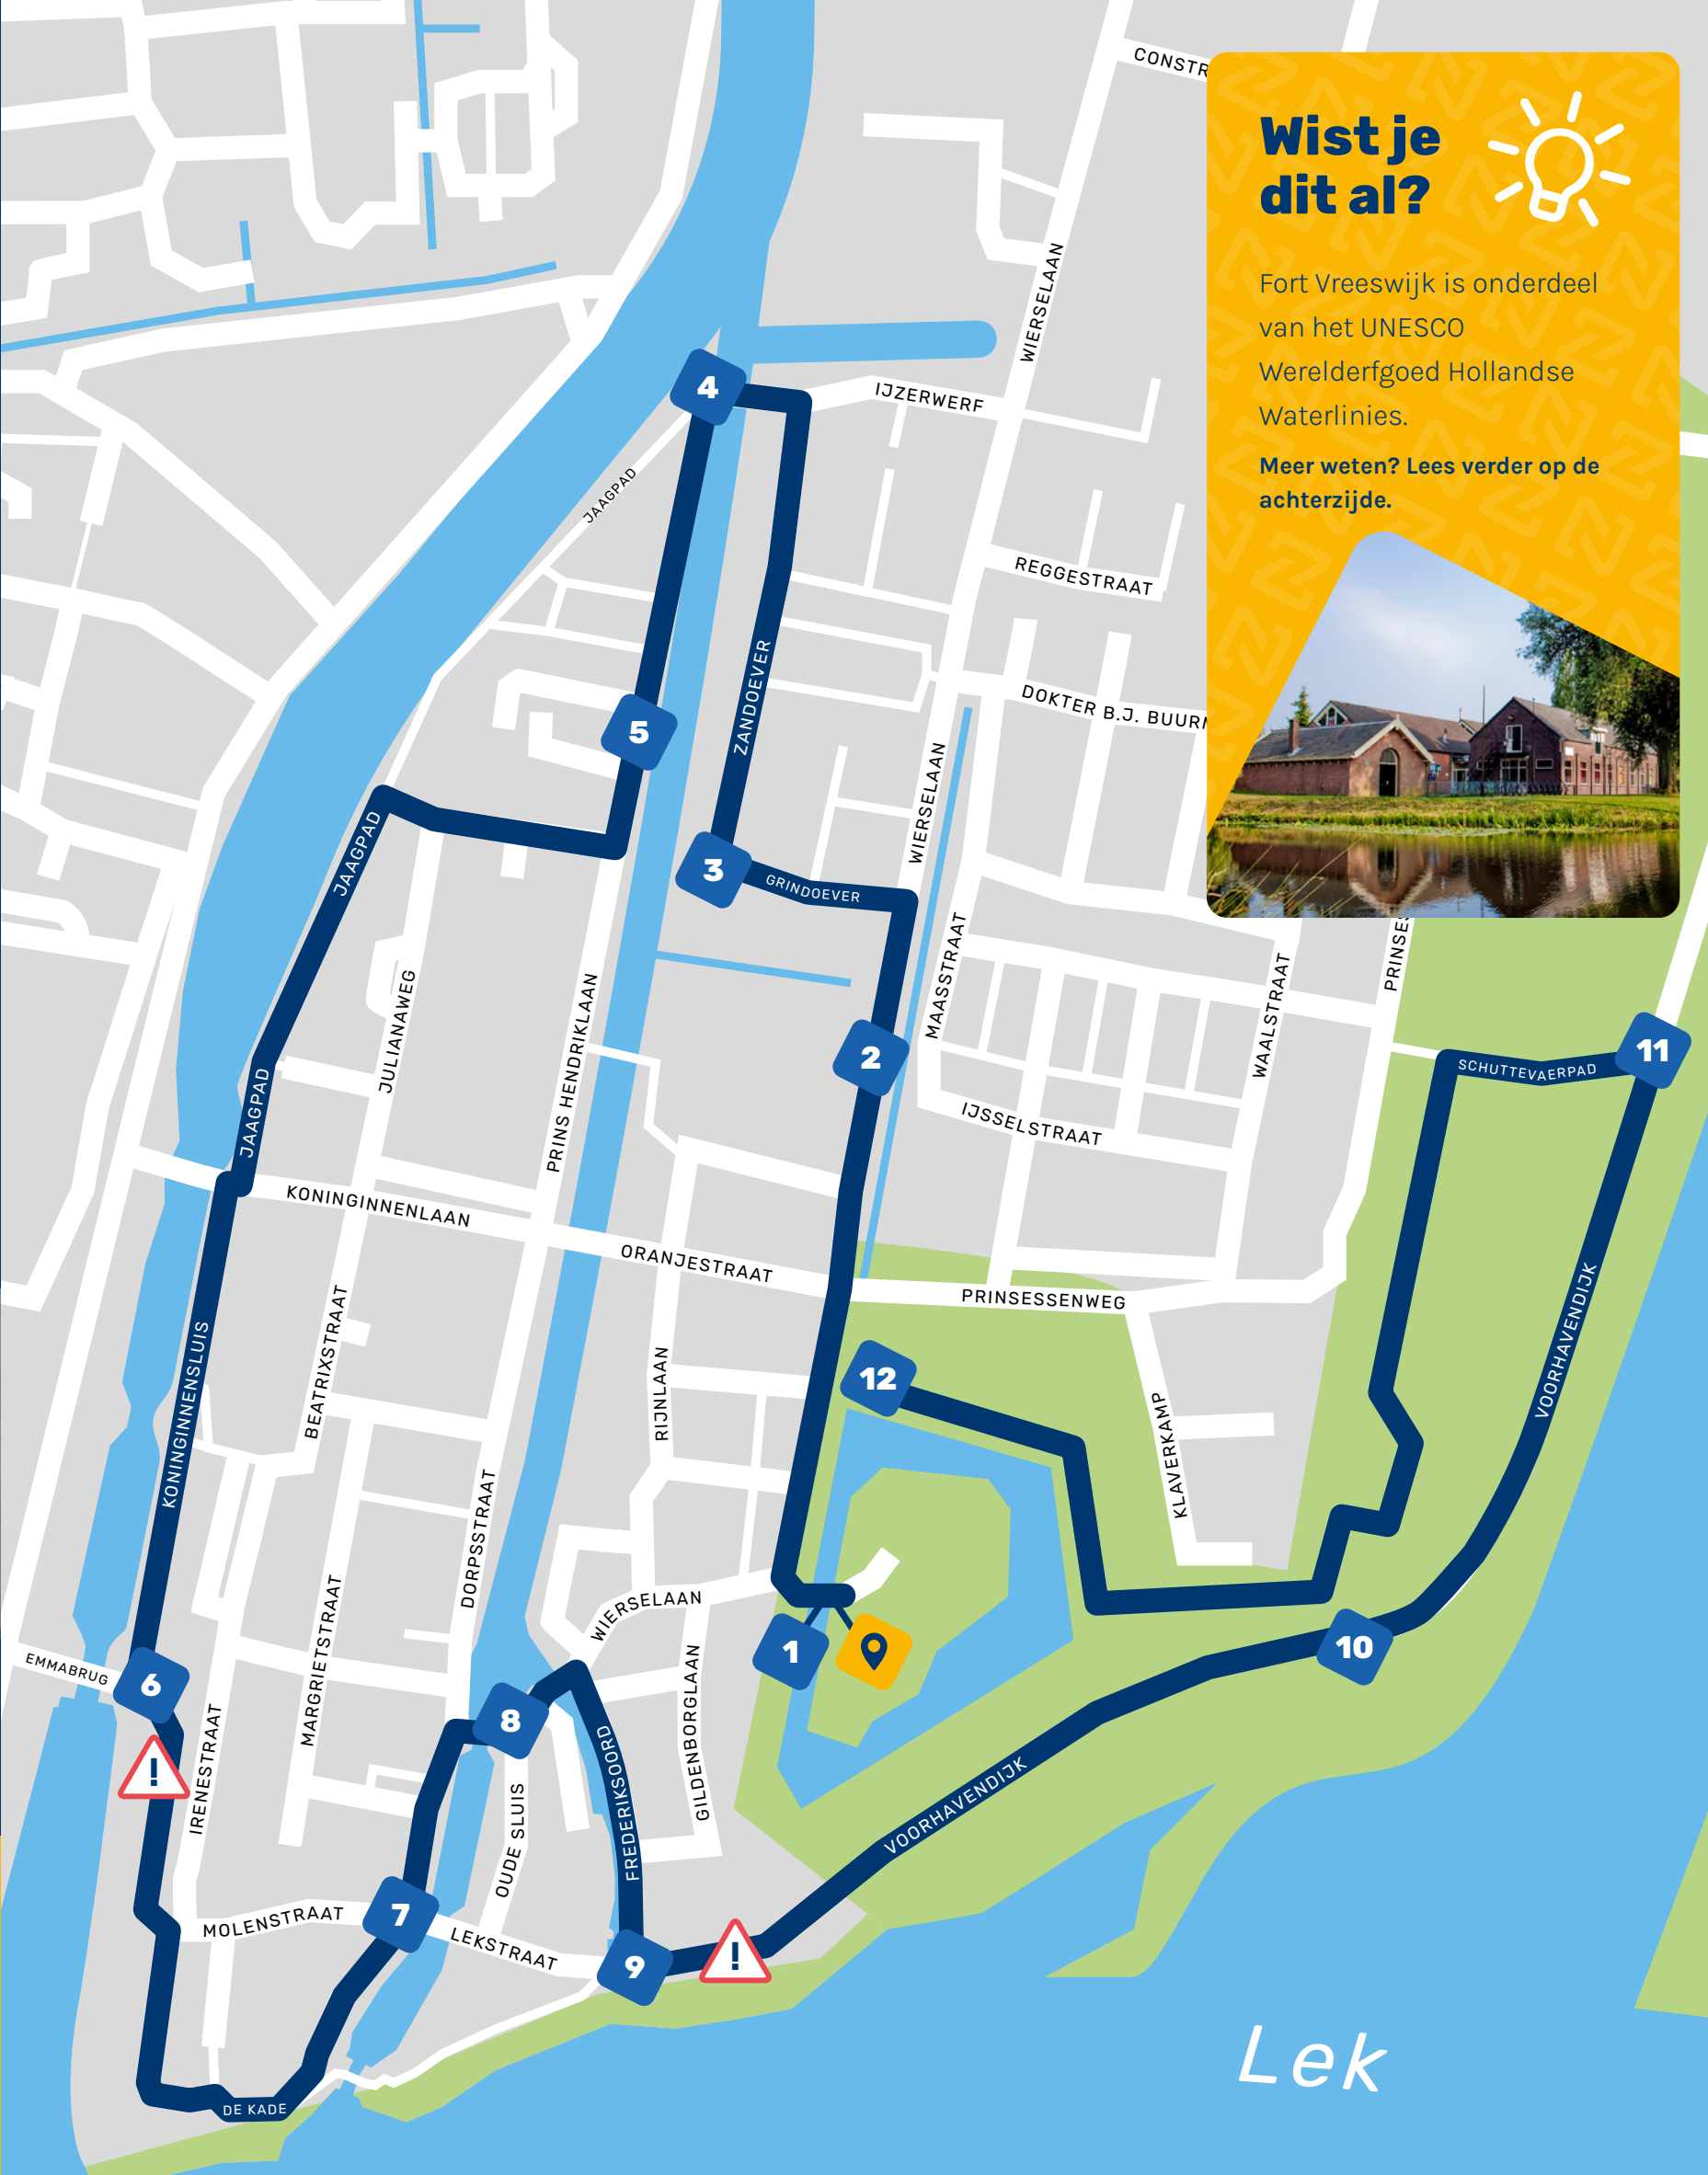 CONSTR
Wist je
dit al?
Fort Vreeswijk is onderdeel
van het UNESCO
Werelderfgoed Hollandse
Waterlinies.
Meer weten? Lees verder op de
achterzijde.
WIERSELAAN
4
IJZERWERF
JAAGPAD
REGGESTRAAT
ZANDOEVER
DOKTER B.J. BUURM
5
WIERSELAAN
JAAGPAD
3
GRINDOEVER
MAASSTRAAT
PRINSES
JULIANAWEG
PRINS HENDRIKLAAN
WAALSTRAAT
2
11
SCHUTTEVAERPAD
JAAGPAD
IJSSELSTRAAT
KONINGINNENLAAN
ORANJESTRAAT
PRINSESSENWEG
VOORHAVENDIJK
BEATRIXSTRAAT
KONINGINNENSLUIS
RIJNLAAN
12
KLAVERKAMP
DORPSSTRAAT
WIERSELAAN
MARGRIETSTRAAT
1
10
EMMABRUG
6
8
GILDENBORGLAAN
FREDERIKSOORD
!
IRENESTRAAT
OUDE SLUIS
VOORHAVENDIJK
7
MOLENSTRAAT
LEKSTRAAT
9
!
Lek
DE KADE